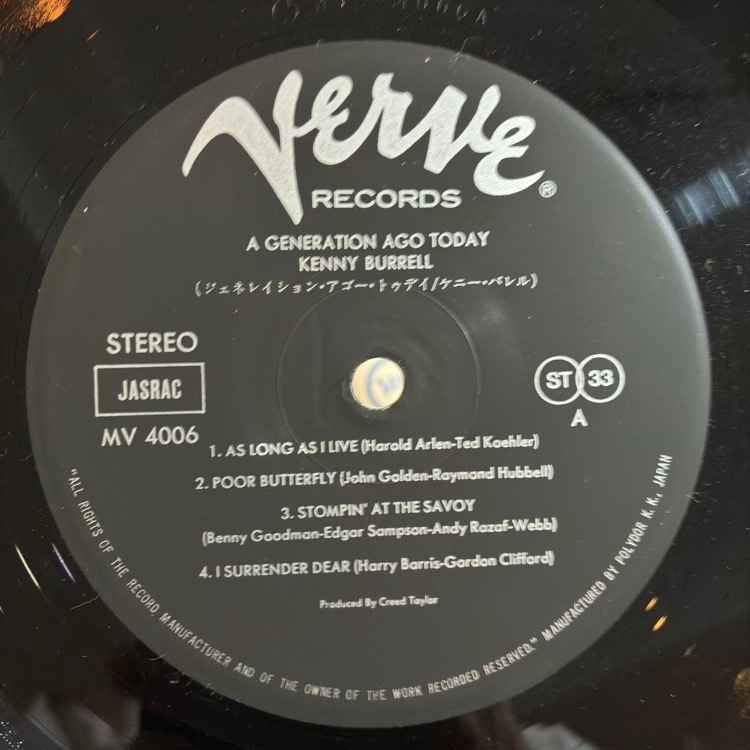 Verve ®
RECORDS
A GENERATION AGO TODAY
KENNY BURRELL
(ジェネレイション・アゴー・トゥデイ/ケニー・バレル)
STEREO
JASRAC
MV 4006
ST 33
A
1. AS LONG AS I LIVE (Harold Arlen-Ted Koehler)
2. POOR BUTTERFLY (John Golden-Raymond Hubbell)
3. STOMPIN' AT THE SAVOY
(Benny Goodman-Edgar Sampson-Andy Razaf-Webb)
4. I SURRENDER DEAR (Harry Barris-Gordon Clifford)
Produced By Creed Taylor
"ALL RIGHTS OF THE RECORD MANUFACTURER AND OF THE OWNER OF THE WORK RECORDED RESERVED." MANUFACTURED BY POLYDOR K. K., JAPAN